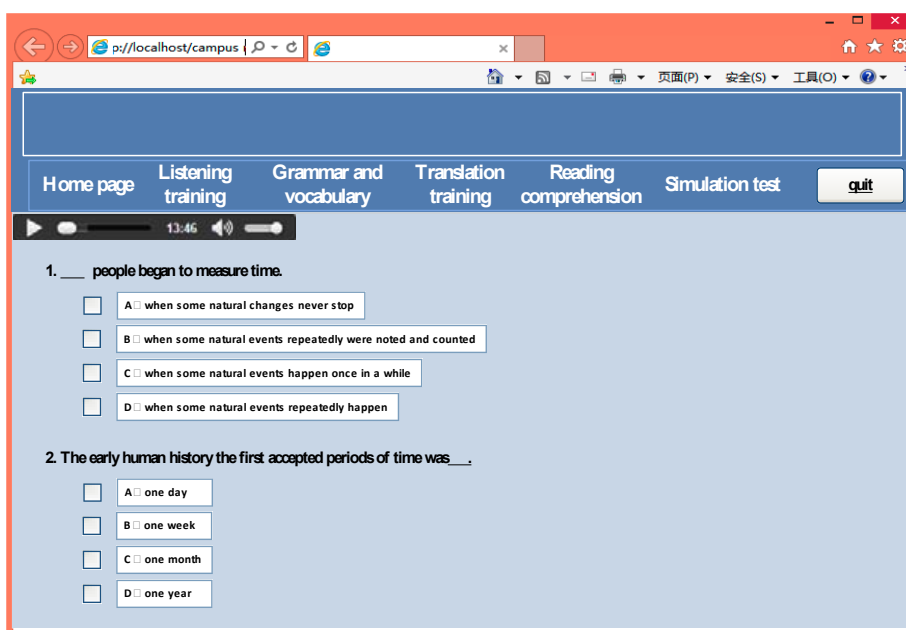 p://localhost/campus
页面(P) 安全(S) 工具(O)
Home page
Listening training
Grammar and vocabulary
Translation training
Reading comprehension
Simulation test
quit
13:46
1. ___ people began to measure time.
A□ when some natural changes never stop
B□ when some natural events repeatedly were noted and counted
C□ when some natural events happen once in a while
D□ when some natural events repeatedly happen
2. The early human history the first accepted periods of time was___.
A□ one day
B□ one week
C□ one month
D□ one year